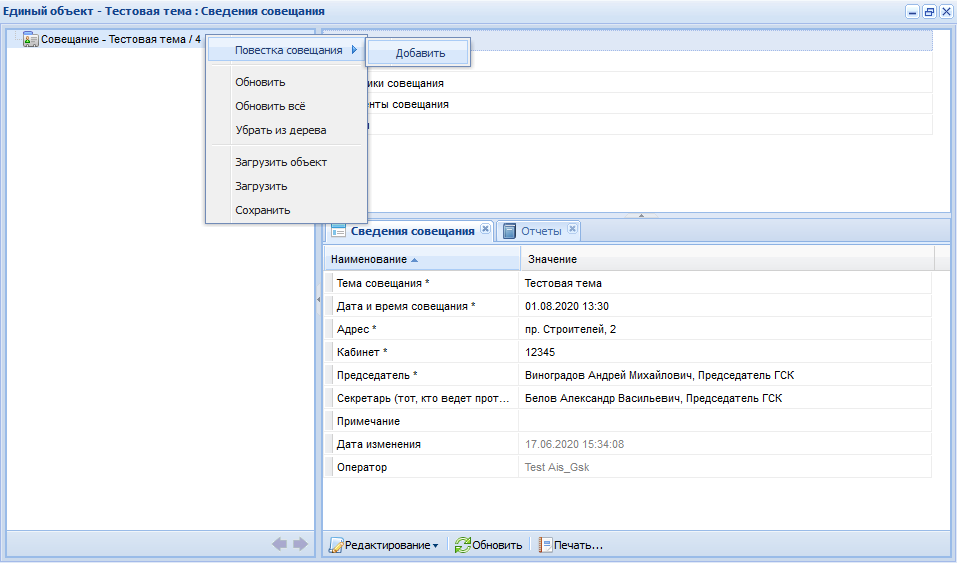 Единый объект - Тестовая тема : Сведения совещания
Совещание - Тестовая тема / 4
Повестка совещания
Добавить
Обновить
Обновить всё
Убрать из дерева
Загрузить объект
Загрузить
Сохранить
совещания
совещания
Сведения совещания
Отчеты
Наименование Значение
Тема совещания * Тестовая тема
Дата и время совещания * 01.08.2020 13:30
Адрес * пр. Строителей, 2
Кабинет * 12345
Председатель * Виноградов Андрей Михайлович, Председатель ГСК
Секретарь (тот, кто ведет прот... Белов Александр Васильевич, Председатель ГСК
Примечание
Дата изменения 17.06.2020 15:34:08
Оператор Test Ais_Gsk
Редактирование Обновить Печать...